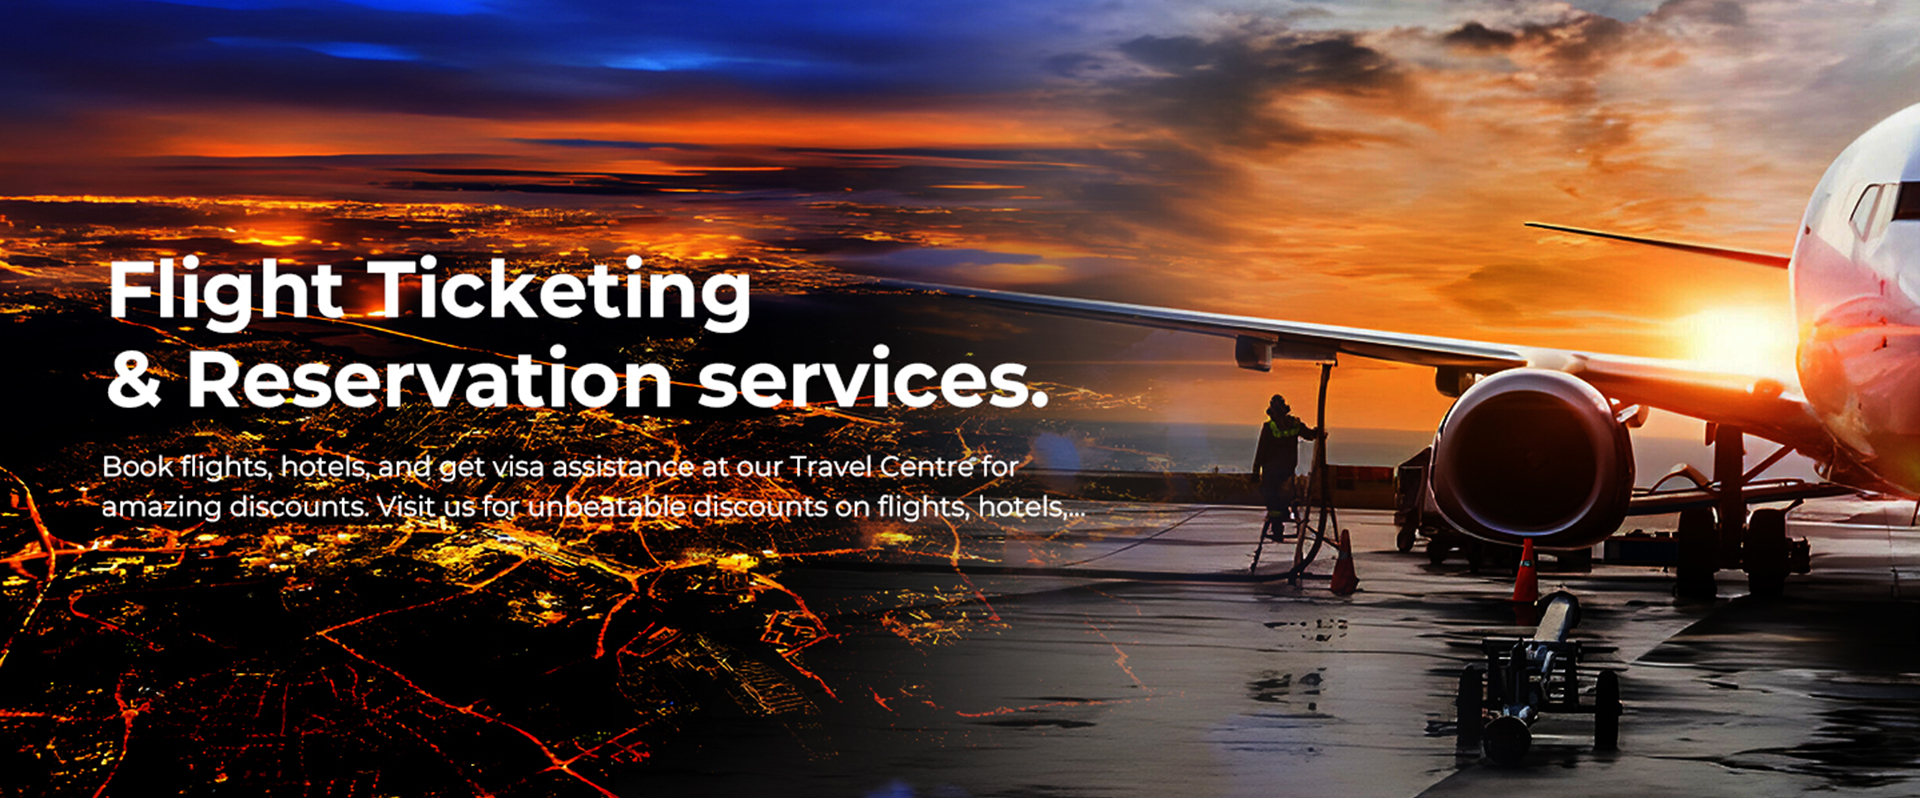 Flight Ticketing
& Reservation services.
Book flights, hotels, and get visa assistance at our Travel Centre for
amazing discounts. Visit us for unbeatable discounts on flights, hotels,...